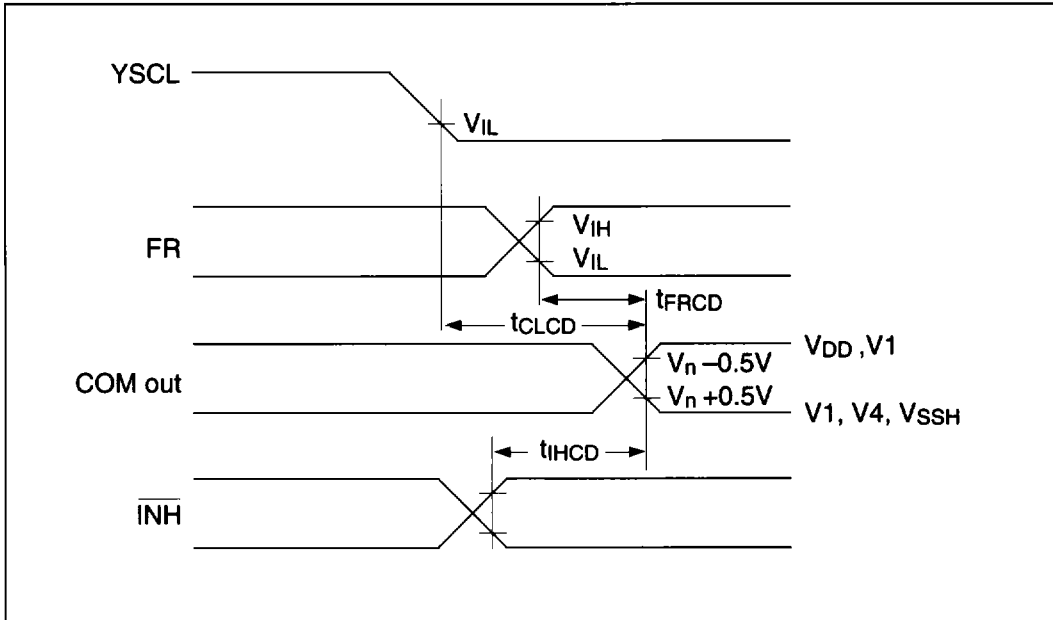 YSCL
VIL
FR
VIH
VIL
tFRCD
tCLCD
VDD ,V1
Vn –0.5V
COM out
Vn +0.5V
V1, V4, VSSH
tIHCD
INH